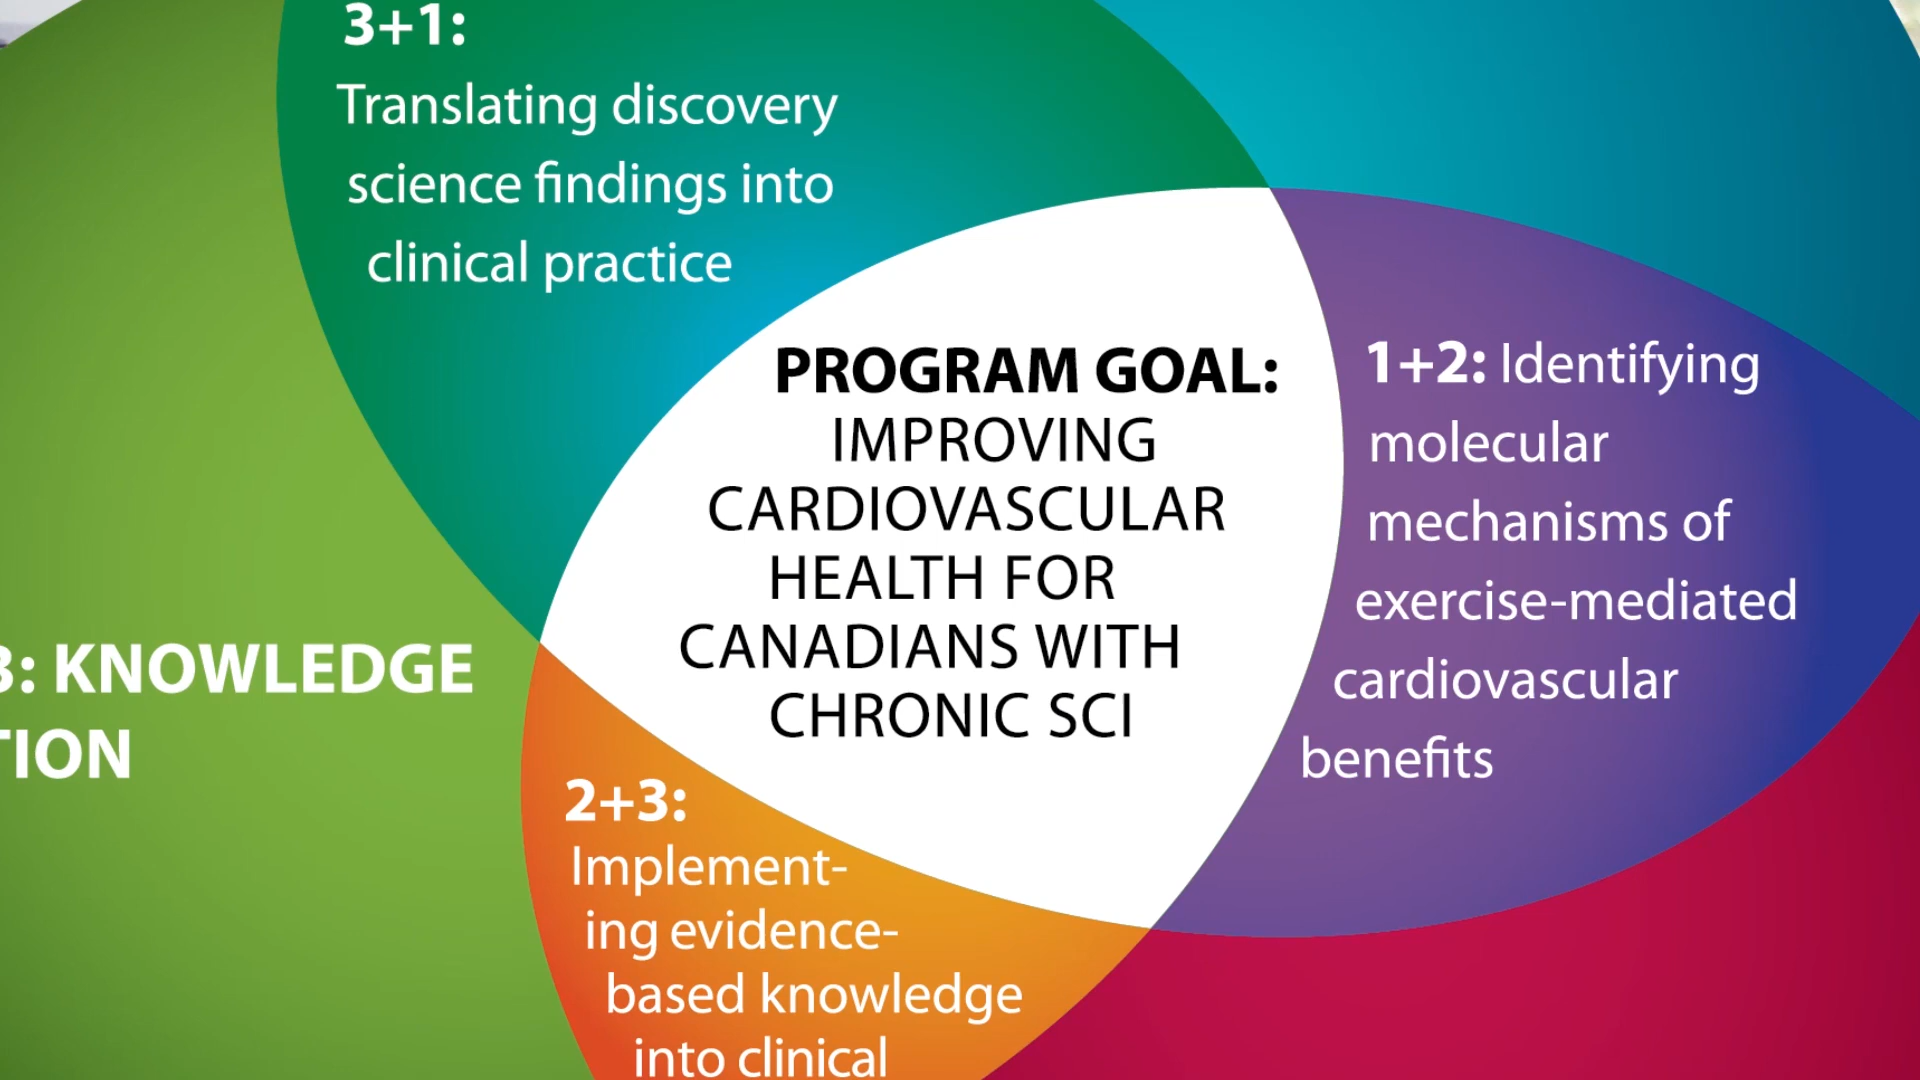 3+1:
Translating discovery
science findings into
clinical practice
PROGRAM GOAL:
IMPROVING
CARDIOVASCULAR
HEALTH FOR
CANADIANS WITH
CHRONIC SCI
1+2: Identifying
molecular
mechanisms of
exercise-mediated
cardiovascular
benefits
3: KNOWLEDGE
TION
2+3:
Implement-
ing evidence-
based knowledge
into clinical